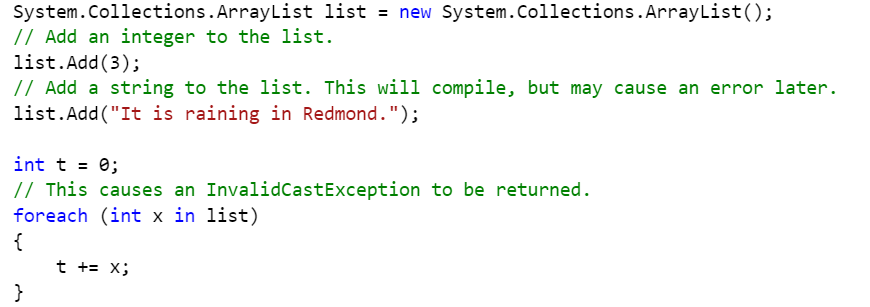 System.Collections.ArrayList list = new System.Collections.ArrayList();
// Add an integer to the list.
list.Add(3);
// Add a string to the list. This will compile, but may cause an error later.
list.Add("It is raining in Redmond.");

int t = 0;
// This causes an InvalidCastException to be returned.
foreach (int x in list)
{
    t += x;
}